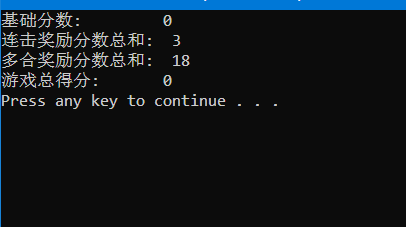 基础分数:        0
连击奖励分数总和:  3
多合奖励分数总和:  18
游戏总得分:      0
Press any key to continue . . .